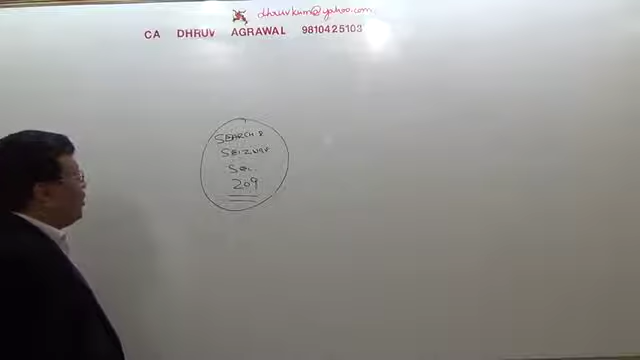 dhruvkum@yahoo.com
CA DHRUV AGRAWAL 9810425103
SEARCH &
SEIZURE
SEC.
209